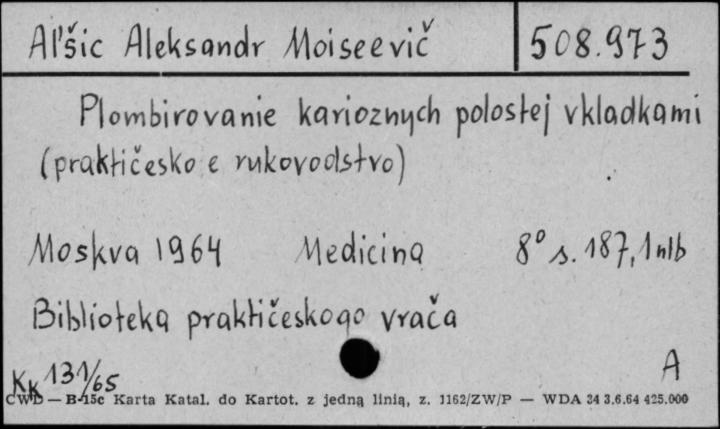 Al'šic Aleksandr Moiseevič 508.973
Plombirovanie karioznych polostej vkladkami
(praktičeskoe rukovodstvo)
Moskva 1964 Medicina 8° s. 187, 1 nlb
Biblioteka praktičeskogo vrača
A
Kk 131/65
CWD — B-15c Karta Katal. do Kartot. z jedną linią, z. 1162/ZW/P — WDA 34 3.6.64 425.000